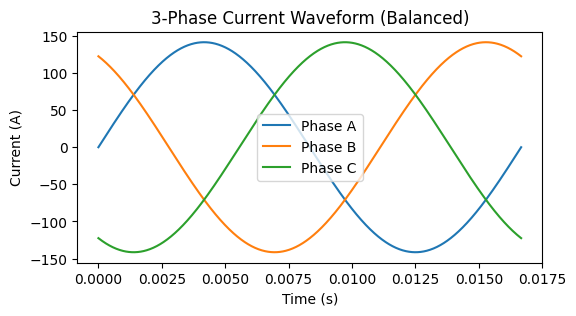 3-Phase Current Waveform (Balanced)
150
100
50
0
−50
−100
−150
Current (A)
Phase A
Phase B
Phase C
0.0000 0.0025 0.0050 0.0075 0.0100 0.0125 0.0150 0.0175
Time (s)